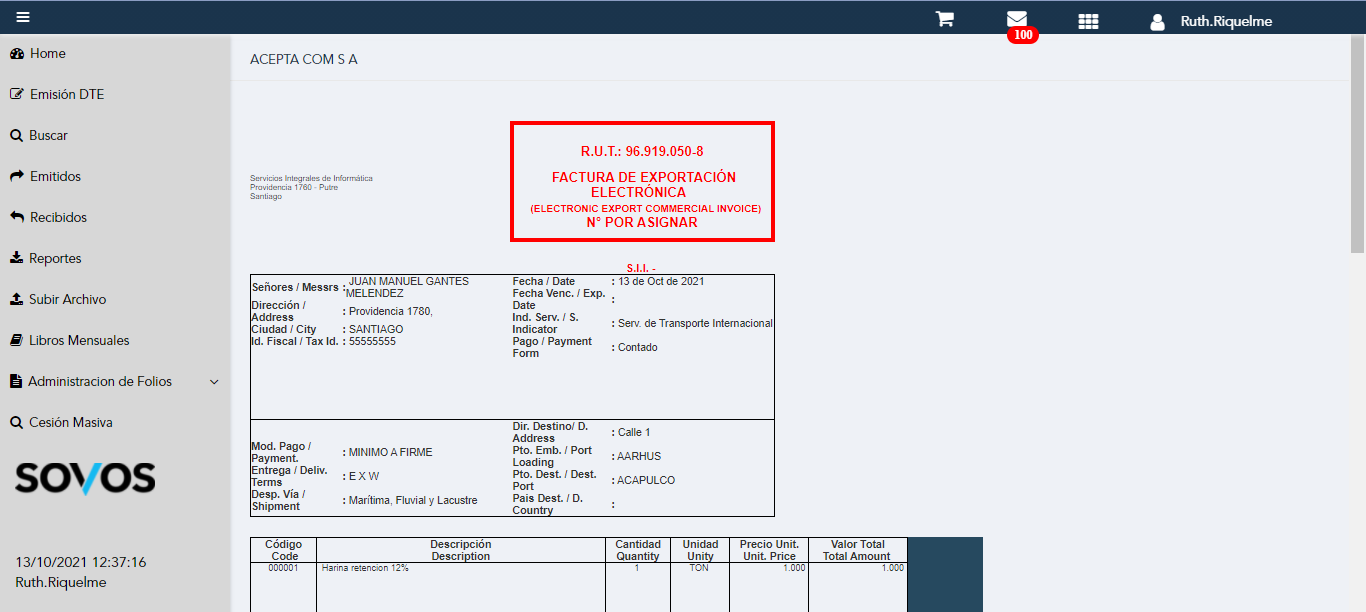 Ruth.Riquelme
100
Home
Emisión DTE
Buscar
Emitidos
Recibidos
Reportes
Subir Archivo
Libros Mensuales
Administracion de Folios
Cesión Masiva
SOVOS
13/10/2021 12:37:16
Ruth.Riquelme
ACEPTA COM S A
Servicios Integrales de Informática
Providencia 1760 - Putre
Santiago
R.U.T.: 96.919.050-8
FACTURA DE EXPORTACIÓN
ELECTRÓNICA
(ELECTRONIC EXPORT COMMERCIAL INVOICE)
N° POR ASIGNAR
S.I.I. -
Señores / Messrs : JUAN MANUEL GANTES
MELENDEZ
Dirección /
Address : Providencia 1780,
Ciudad / City : SANTIAGO
Id. Fiscal / Tax Id. : 55555555
Fecha / Date : 13 de Oct de 2021
Fecha Venc. / Exp.
Date :
Ind. Serv. / S.
Indicator : Serv. de Transporte Internacional
Pago / Payment
Form : Contado
Mod. Pago /
Payment. : MINIMO A FIRME
Entrega / Deliv.
Terms : E X W
Desp. Vía /
Shipment : Marítima, Fluvial y Lacustre
Dir. Destino/ D.
Address : Calle 1
Pto. Emb. / Port
Loading : AARHUS
Pto. Dest. / Dest.
Port : ACAPULCO
Pais Dest. / D.
Country :
Código Descripción Cantidad Unidad Precio Unit. Valor Total
Code Description Quantity Unity Unit. Price Total Amount
000001 Harina retencion 12% 1 TON 1.000 1.000